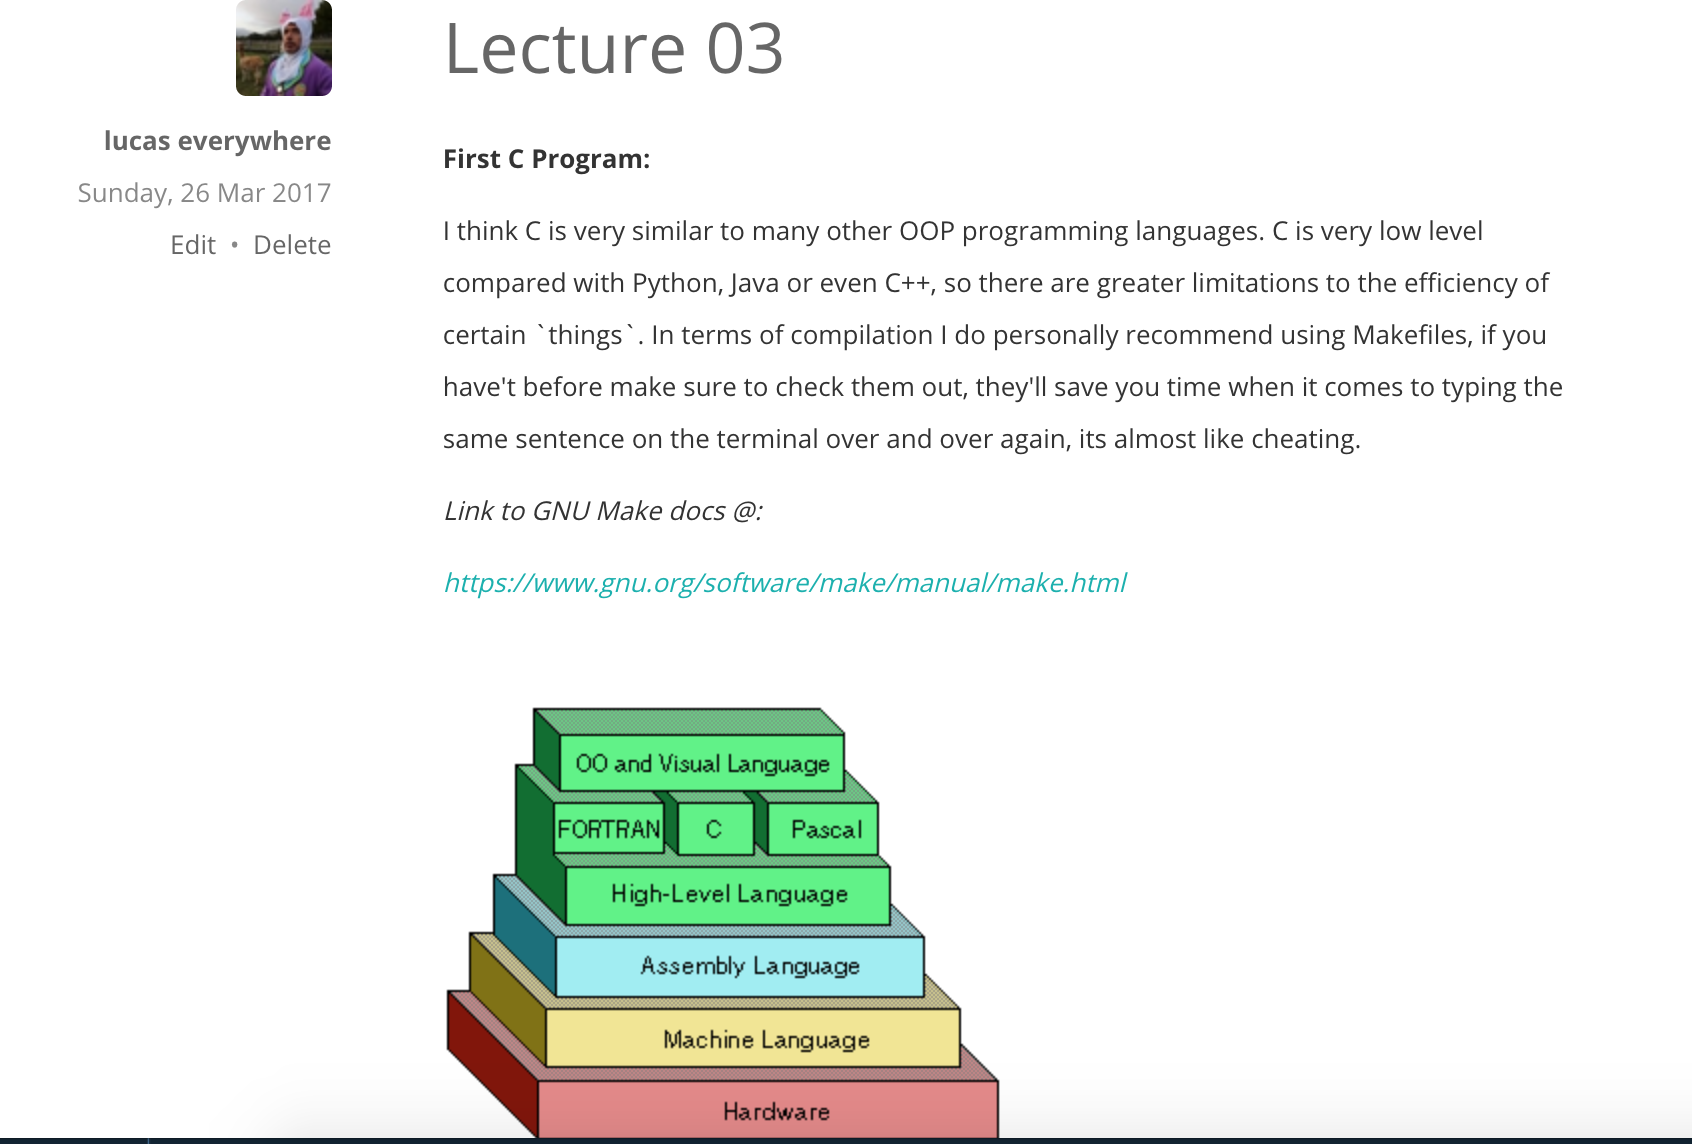 lucas everywhere
Sunday, 26 Mar 2017
Edit • Delete
Lecture 03
First C Program:
I think C is very similar to many other OOP programming languages. C is very low level
compared with Python, Java or even C++, so there are greater limitations to the efficiency of
certain `things`. In terms of compilation I do personally recommend using Makefiles, if you
have't before make sure to check them out, they'll save you time when it comes to typing the
same sentence on the terminal over and over again, its almost like cheating.
Link to GNU Make docs @:
https://www.gnu.org/software/make/manual/make.html
OO and Visual Language
FORTRAN C Pascal
High-Level Language
Assembly Language
Machine Language
Hardware